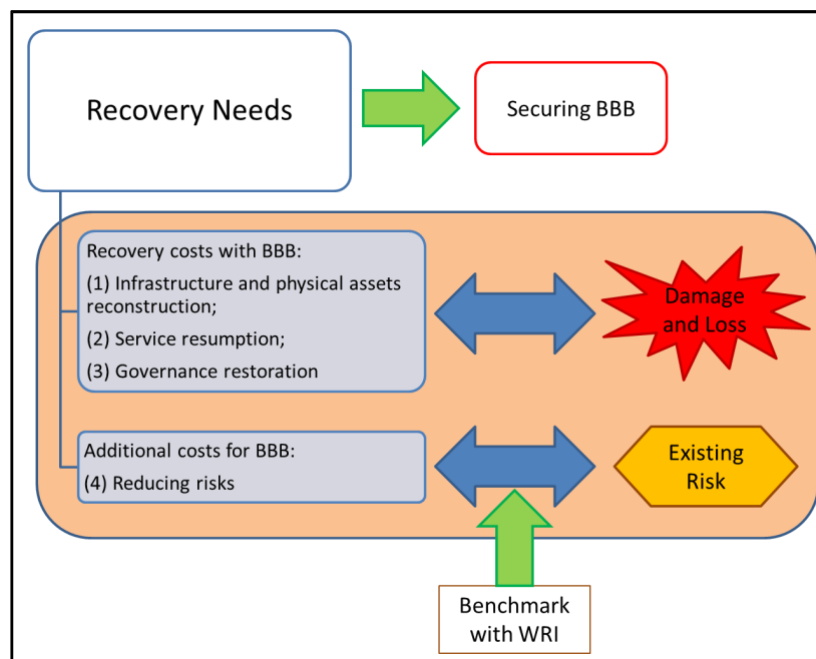 Recovery Needs
Securing BBB
Recovery costs with BBB:
(1) Infrastructure and physical assets
reconstruction;
(2) Service resumption;
(3) Governance restoration
Damage
and Loss
Additional costs for BBB:
(4) Reducing risks
Existing
Risk
Benchmark
with WRI